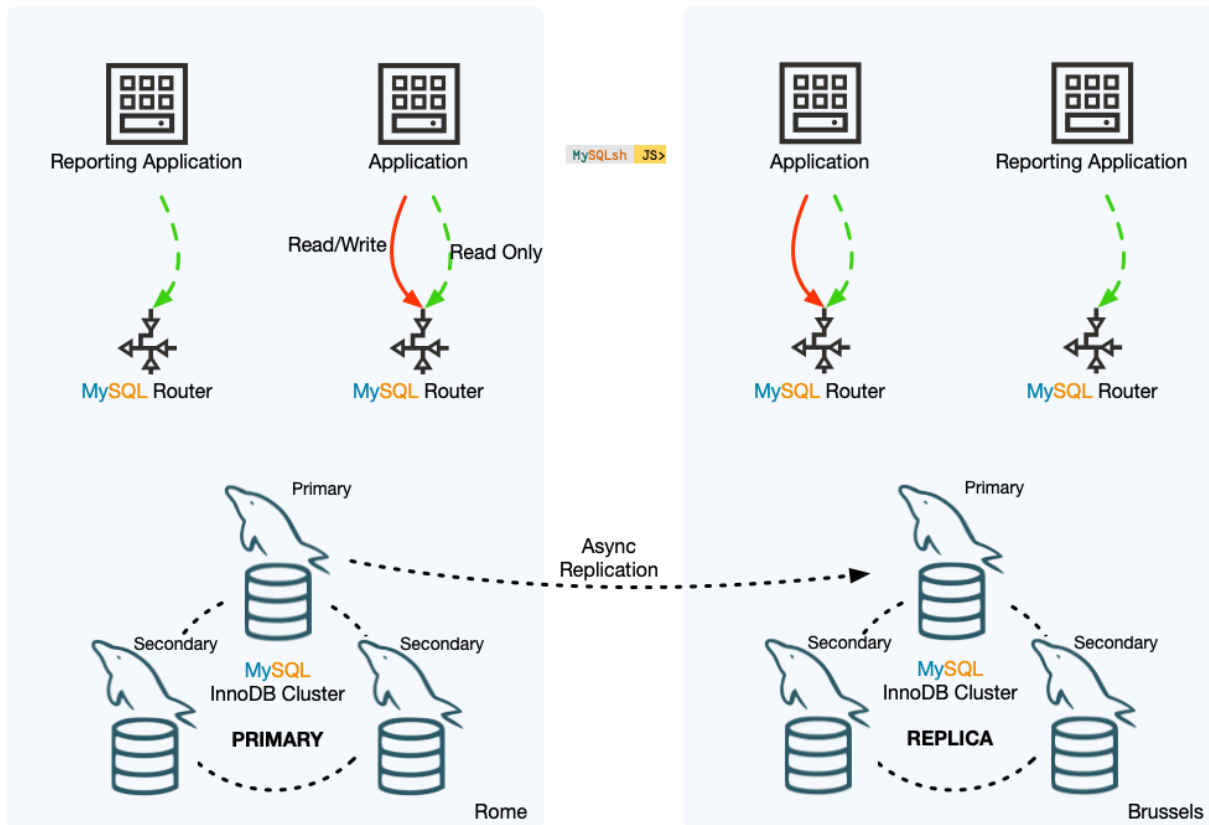 Reporting Application
Application
Read/Write
Read Only
MySQL Router
MySQL Router
MySQLsh JS>
Application
Reporting Application
MySQL Router
MySQL Router
Primary
Secondary
Secondary
MySQL
InnoDB Cluster
PRIMARY
Rome
Async
Replication
Primary
Secondary
Secondary
MySQL
InnoDB Cluster
REPLICA
Brussels